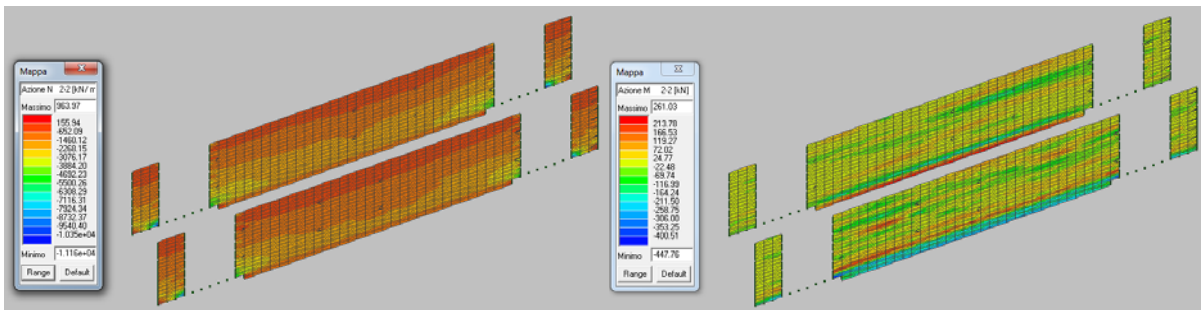 Mappa
Azione N 2-2 [kN/ m
Massimo 963.97
155.94
-652.09
-1460.12
-2268.15
-3076.17
-3884.20
-4692.23
-5500.26
-6308.29
-7116.31
-7924.34
-8732.37
-9540.40
-1.035e+04
Minimo -1.116e+04
Range Default
Mappa
Azione M 2-2 [kN]
Massimo 261.03
213.78
166.53
119.27
72.02
24.77
-22.48
-69.74
-116.99
-164.24
-211.50
-258.75
-306.00
-353.25
-400.51
Minimo -447.76
Range Default